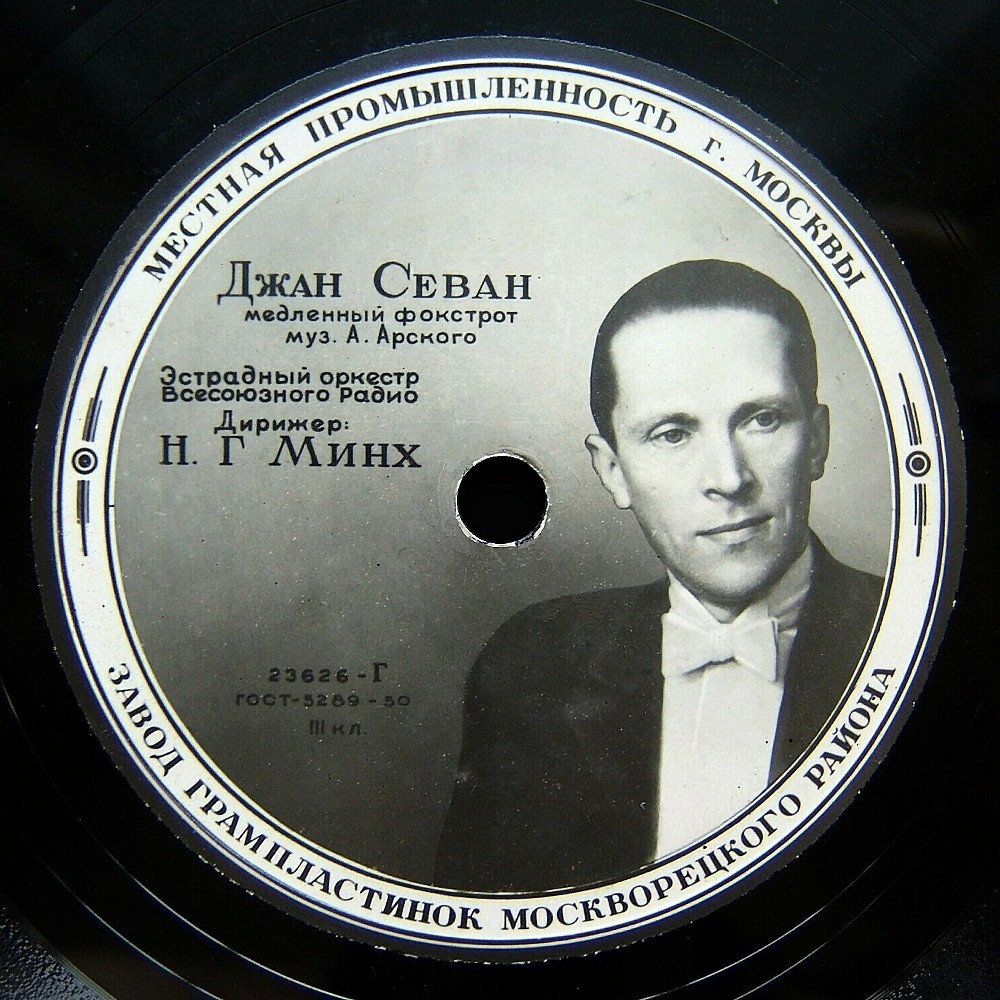 МЕСТНАЯ ПРОМЫШЛЕННОСТЬ г. МОСКВЫ
Джан Севан
медленный фокстрот
муз. А. Арского
Эстрадный оркестр
Всесоюзного Радио
Дирижер:
Н. Г Минх
23626-Г
ГОСТ-5289-50
III кл.
ЗАВОД ГРАМПЛАСТИНОК МОСКВОРЕЦКОГО РАЙОНА